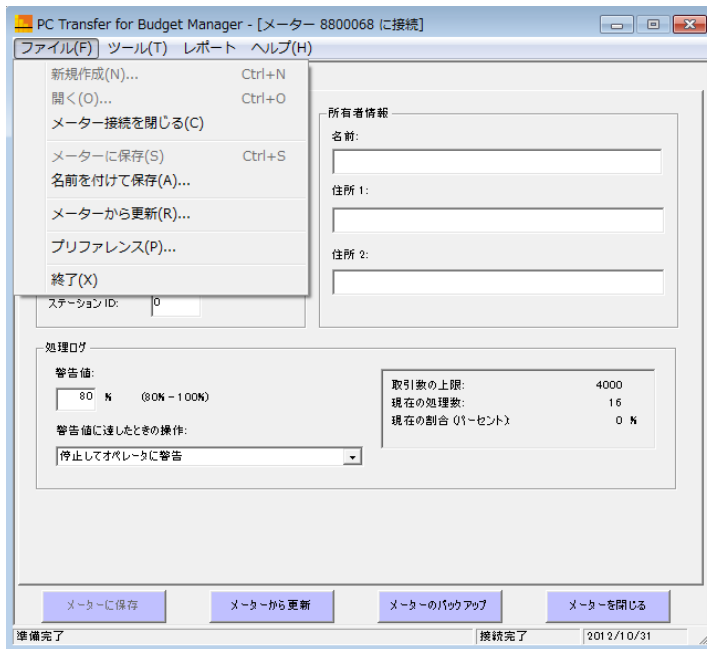 PC Transfer for Budget Manager - [メーター 8800068 に接続]
ファイル(F) ツール(T) レポート ヘルプ(H)
新規作成(N)... Ctrl+N
開く(O)... Ctrl+O
メーター接続を閉じる(C)
メーターに保存(S) Ctrl+S
名前を付けて保存(A)...
メーターから更新(R)...
プリファレンス(P)...
終了(X)
ステーション ID: 0
所有者情報
名前:
住所 1:
住所 2:
処理ログ
警告値:
80 % (80% - 100%)
警告値に達したときの操作:
停止してオペレータに警告
取引数の上限: 4000
現在の処理数: 16
現在の割合 (パーセント): 0 %
メーターに保存 メーターから更新 メーターのバックアップ メーターを閉じる
準備完了 接続完了 2012/10/31